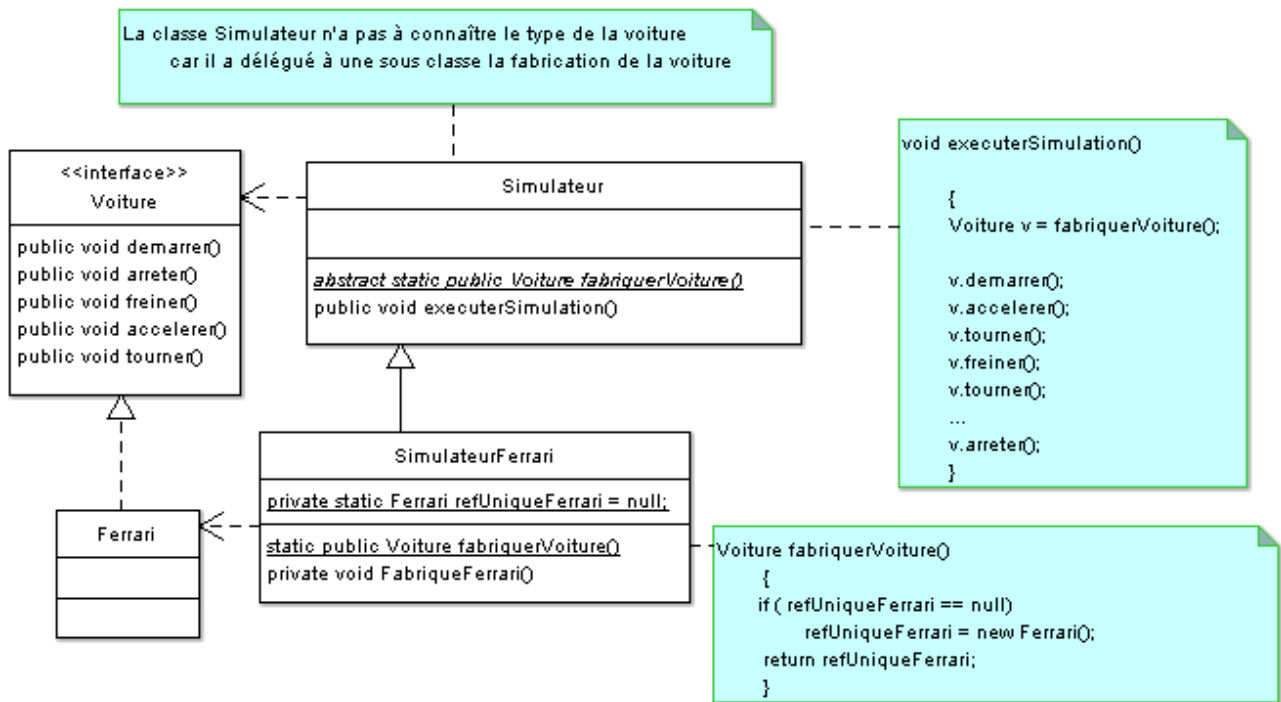 La classe Simulateur n'a pas à connaître le type de la voiture
car il a délégué à une sous classe la fabrication de la voiture
<<interface>>
Voiture
public void demarrer()
public void arreter()
public void freiner()
public void accelerer()
public void tourner()
Simulateur
abstract static public Voiture fabriquerVoiture()
public void executerSimulation()
void executerSimulation()
{
Voiture v = fabriquerVoiture();
v.demarrer();
v.accelerer();
v.tourner();
v.freiner();
v.tourner();
...
v.arreter();
}
SimulateurFerrari
private static Ferrari refUniqueFerrari = null;
static public Voiture fabriquerVoiture()
private void FabriqueFerrari()
Ferrari
Voiture fabriquerVoiture()
{
if ( refUniqueFerrari == null)
refUniqueFerrari = new Ferrari();
return refUniqueFerrari;
}